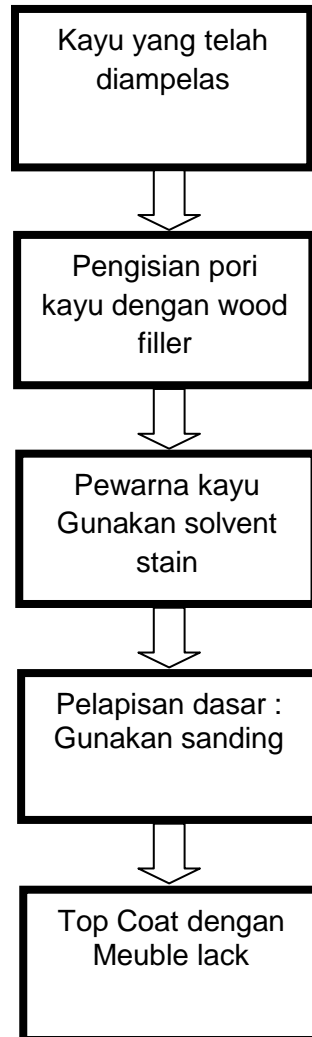 Kayu yang telah
diampelas
Pengisian pori
kayu dengan wood
filler
Pewarna kayu
Gunakan solvent
stain
Pelapisan dasar :
Gunakan sanding
Top Coat dengan
Meuble lack